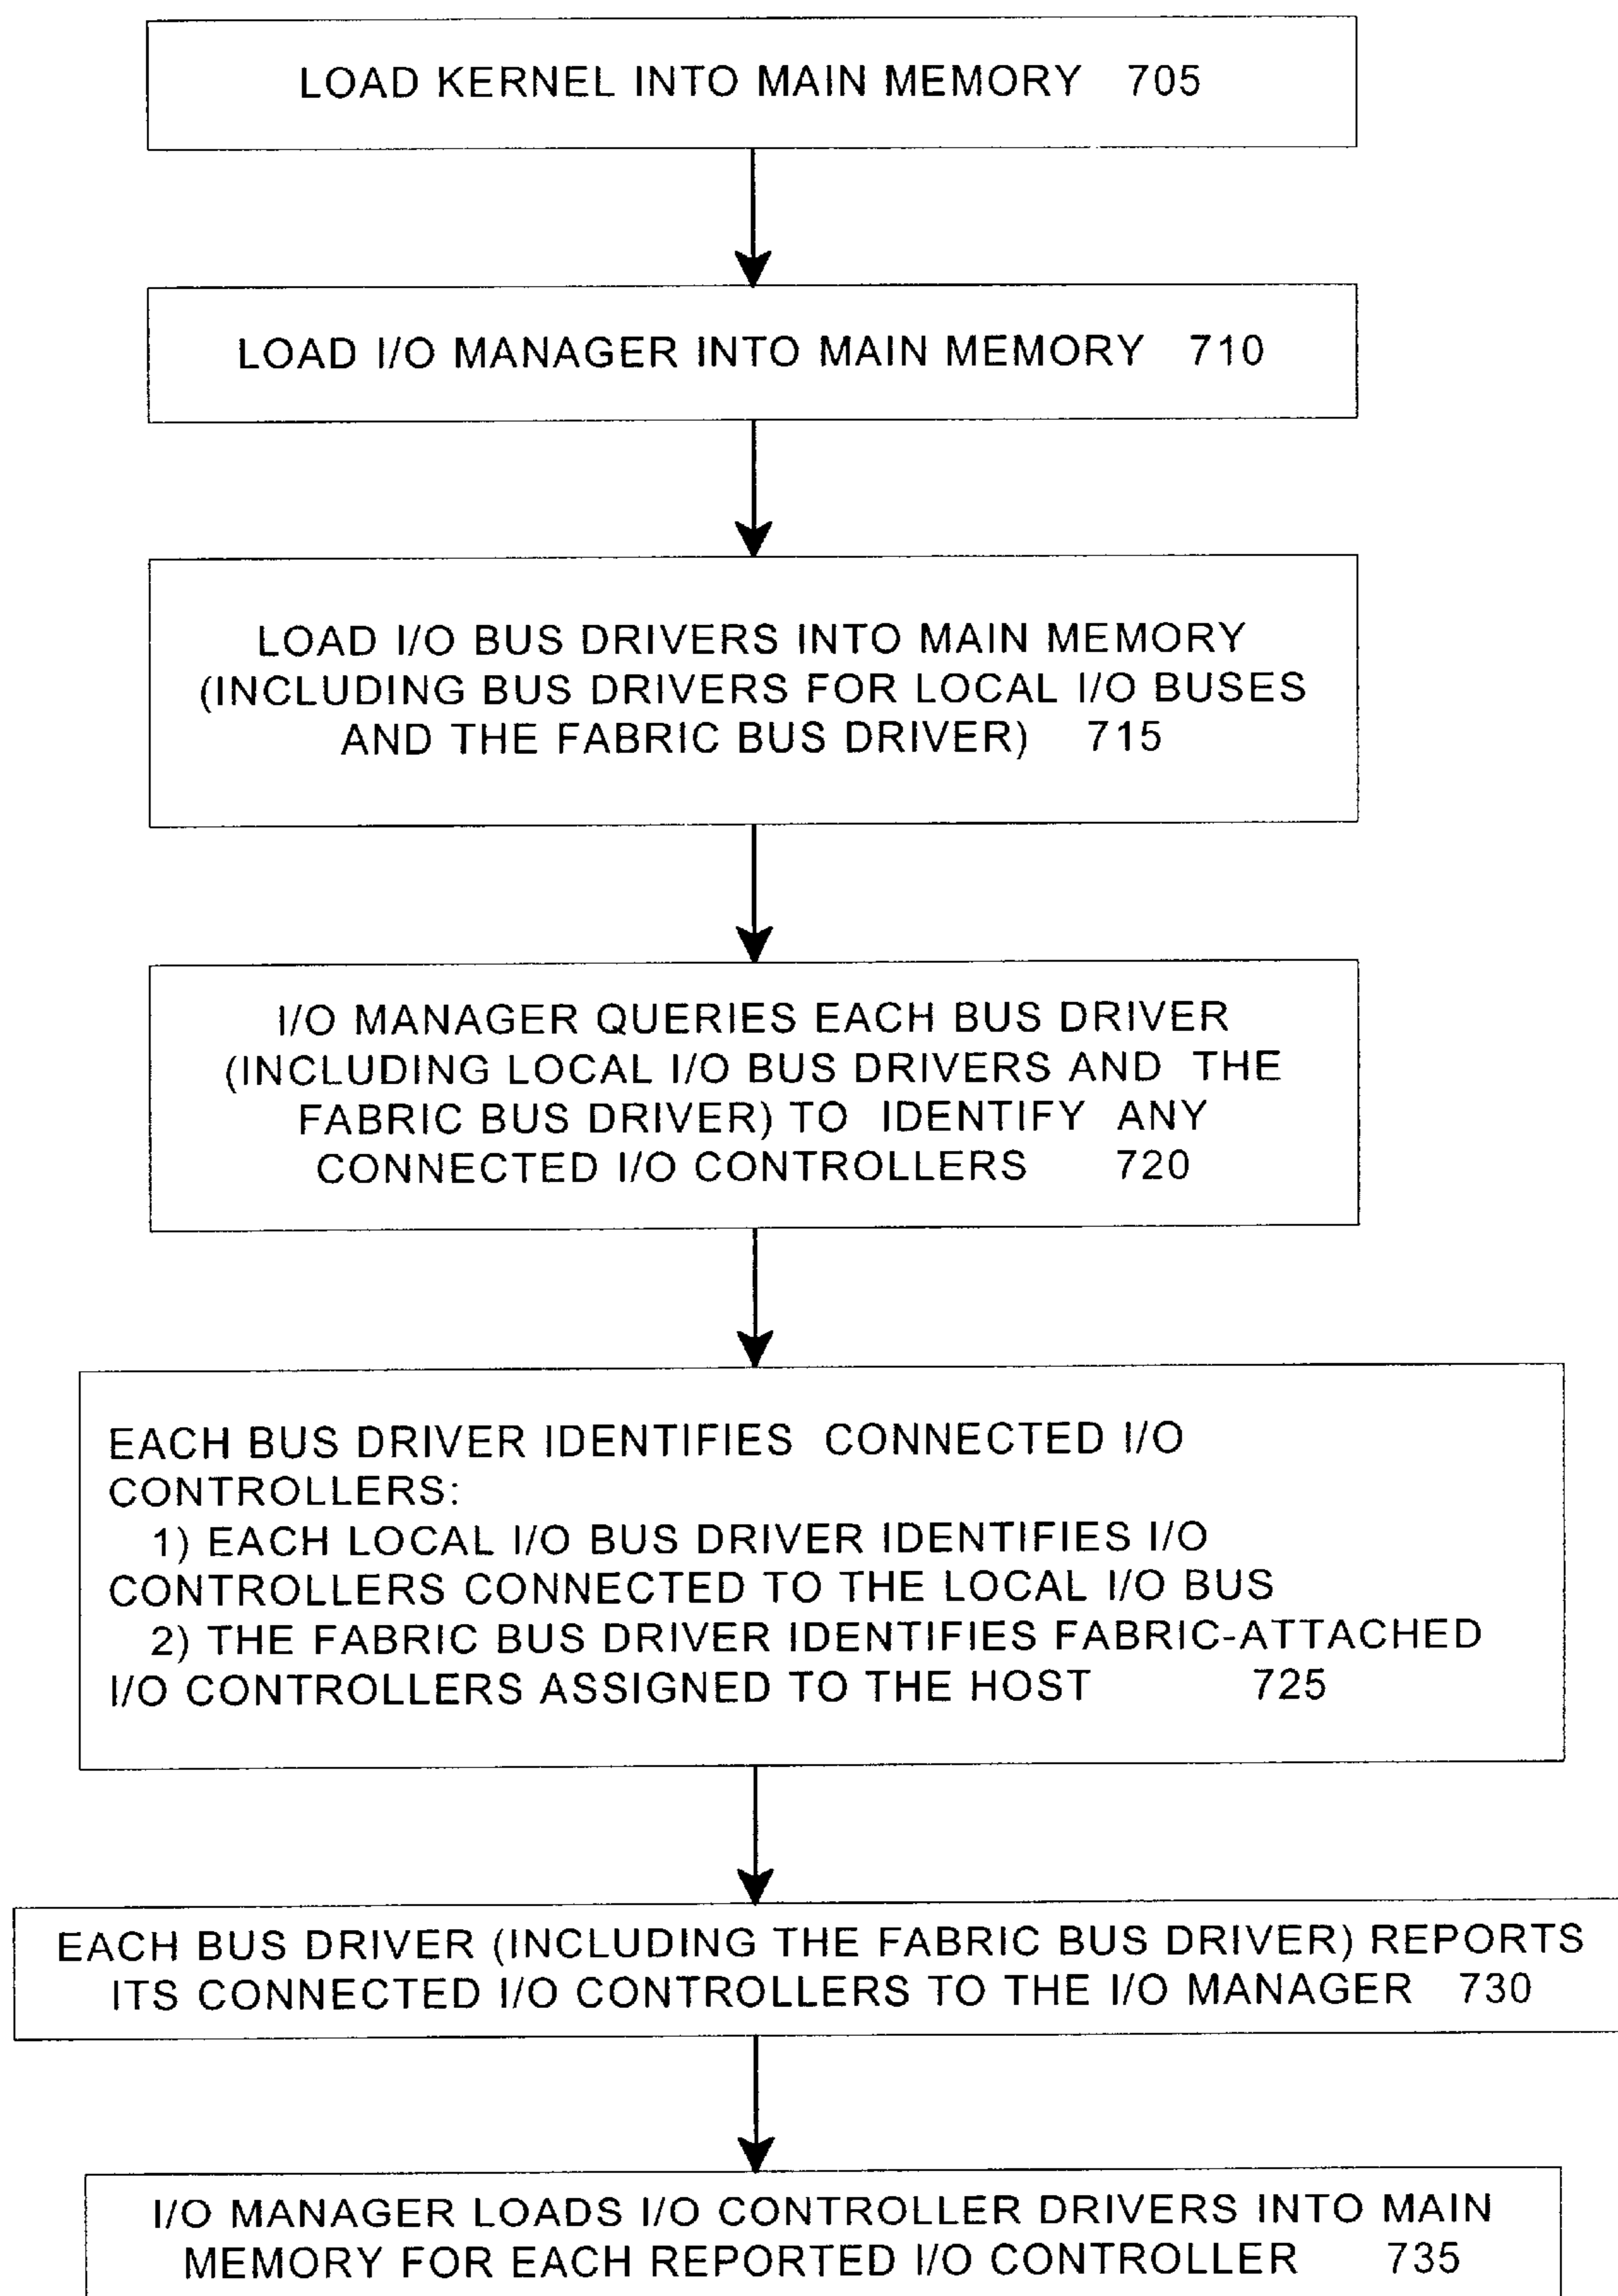 LOAD KERNEL INTO MAIN MEMORY 705
LOAD I/O MANAGER INTO MAIN MEMORY 710
LOAD I/O BUS DRIVERS INTO MAIN MEMORY
(INCLUDING BUS DRIVERS FOR LOCAL I/O BUSES
AND THE FABRIC BUS DRIVER) 715
I/O MANAGER QUERIES EACH BUS DRIVER
(INCLUDING LOCAL I/O BUS DRIVERS AND THE
FABRIC BUS DRIVER) TO IDENTIFY ANY
CONNECTED I/O CONTROLLERS 720
EACH BUS DRIVER IDENTIFIES CONNECTED I/O
CONTROLLERS:
1) EACH LOCAL I/O BUS DRIVER IDENTIFIES I/O
CONTROLLERS CONNECTED TO THE LOCAL I/O BUS
2) THE FABRIC BUS DRIVER IDENTIFIES FABRIC-ATTACHED
I/O CONTROLLERS ASSIGNED TO THE HOST 725
EACH BUS DRIVER (INCLUDING THE FABRIC BUS DRIVER) REPORTS
ITS CONNECTED I/O CONTROLLERS TO THE I/O MANAGER 730
I/O MANAGER LOADS I/O CONTROLLER DRIVERS INTO MAIN
MEMORY FOR EACH REPORTED I/O CONTROLLER 735